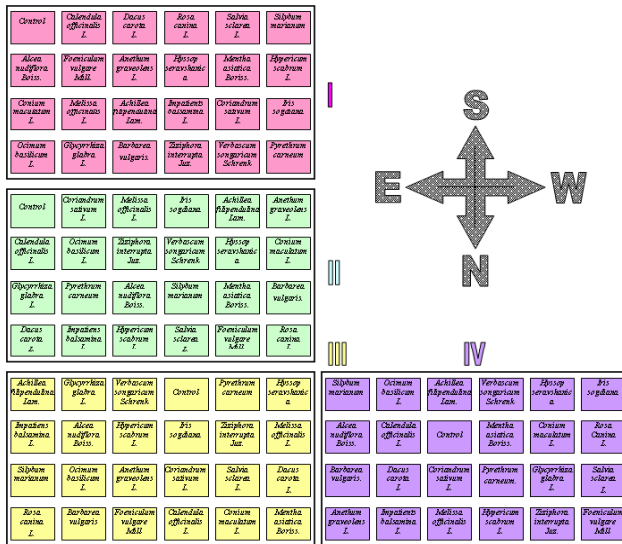 Control
Calendula
officinalis
L.
Dacus
carota
L.
Rosa
canina
L.
Salvia
sclarea
L.
Silybum
marianum
Alcea
nudiflora
Boiss.
Foeniculum
vulgare
Mill.
Anethum
graveolens
L.
Hyssop
seravshanic
a
Mentha
asiatica
Boriss.
Hypericum
scabrum
L.
Conium
maculatum
L.
Melissa
officinalis
L.
Achillea
filipendulina
Lam.
Impatiens
balsamina
L.
Coriandrum
sativum
L.
Iris
sogdiana
Ocimum
basilicum
L.
Glycyrrhiza
glabra
L.
Barbarea
vulgaris.
Ziziphora
interrupta
Juz.
Verbascum
songaricum
Schrenk
Pyrethrum
carneum
I
S
E
W
N
Control
Coriandrum
sativum
L.
Melissa
officinalis
L.
Iris
sogdiana
Achillea
filipendulina
Lam.
Anethum
graveolens
L.
Calendula
officinalis
L.
Ocimum
basilicum
L.
Ziziphora
interrupta
Juz.
Verbascum
songaricum
Schrenk
Hyssop
seravshanic
a
Conium
maculatum
L.
Glycyrrhiza
glabra
L.
Pyrethrum
carneum
Alcea
nudiflora
Boiss.
Silybum
marianum
Mentha
asiatica
Boriss.
Barbarea
vulgaris.
Dacus
carota
L.
Impatiens
balsamina
L.
Hypericum
scabrum
L.
Salvia
sclarea
L.
Foeniculum
vulgare
Mill.
Rosa
canina
L.
II
III
IV
Achillea
filipendulina
Lam.
Glycyrrhiza
glabra
L.
Verbascum
songaricum
Schrenk
Control
Pyrethrum
carneum
Hyssop
seravshanic
a
Impatiens
balsamina
L.
Alcea
nudiflora
Boiss.
Hypericum
scabrum
L.
Iris
sogdiana
Ziziphora
interrupta
Juz.
Melissa
officinalis
L.
Silybum
marianum
Ocimum
basilicum
L.
Anethum
graveolens
L.
Coriandrum
sativum
L.
Salvia
sclarea
L.
Dacus
carota
L.
Rosa
canina
L.
Barbarea
vulgaris
Foeniculum
vulgare
Mill.
Calendula
officinalis
L.
Conium
maculatum
L.
Mentha
asiatica
Boriss.
Silybum
marianum
Ocimum
basilicum
L.
Achillea
filipendulina
Lam.
Verbascum
songaricum
Schrenk
Hyssop
seravshanic
a
Iris
sogdiana
Alcea
nudiflora
Boiss.
Calendula
officinalis
L.
Control
Mentha
asiatica
Boriss.
Conium
maculatum
L.
Rosa
Canina
L.
Barbarea
vulgaris.
Dacus
carota
L.
Coriandrum
sativum
L.
Pyrethrum
carneum.
Glycyrrhiza
glabra
L.
Salvia
sclarea
L.
Anethum
graveolens
L.
Impatiens
balsamina
L.
Melissa
officinalis
L.
Hypericum
scabrum
L.
Ziziphora
interrupta
Juz.
Foeniculum
vulgare
Mill.